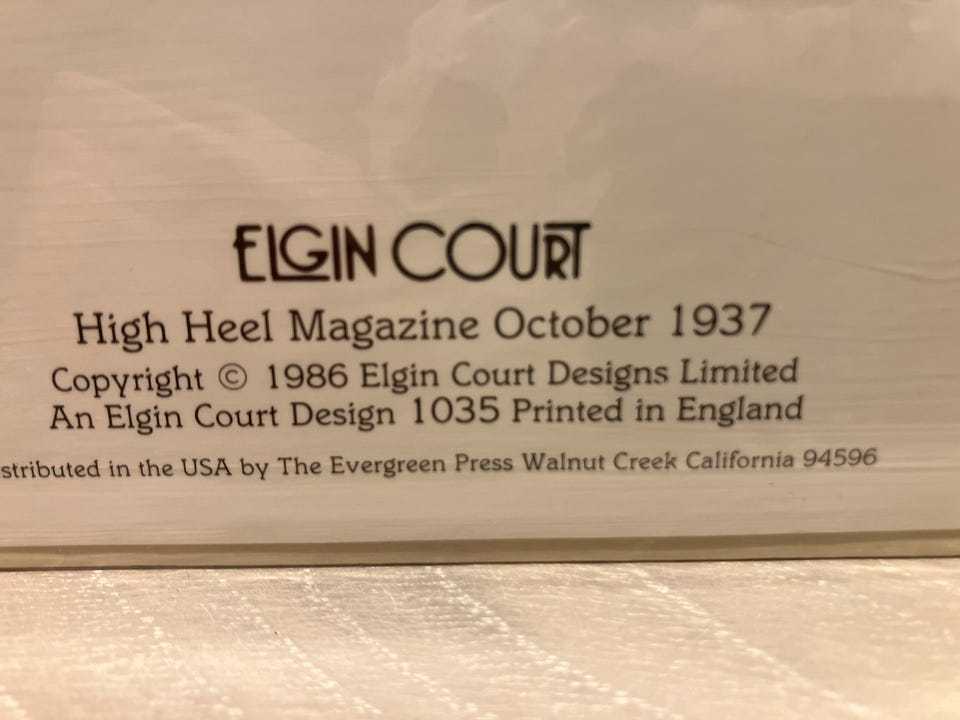 ELGIN COURT
High Heel Magazine October 1937
Copyright © 1986 Elgin Court Designs Limited
An Elgin Court Design 1035 Printed in England
stributed in the USA by The Evergreen Press Walnut Creek California 94596